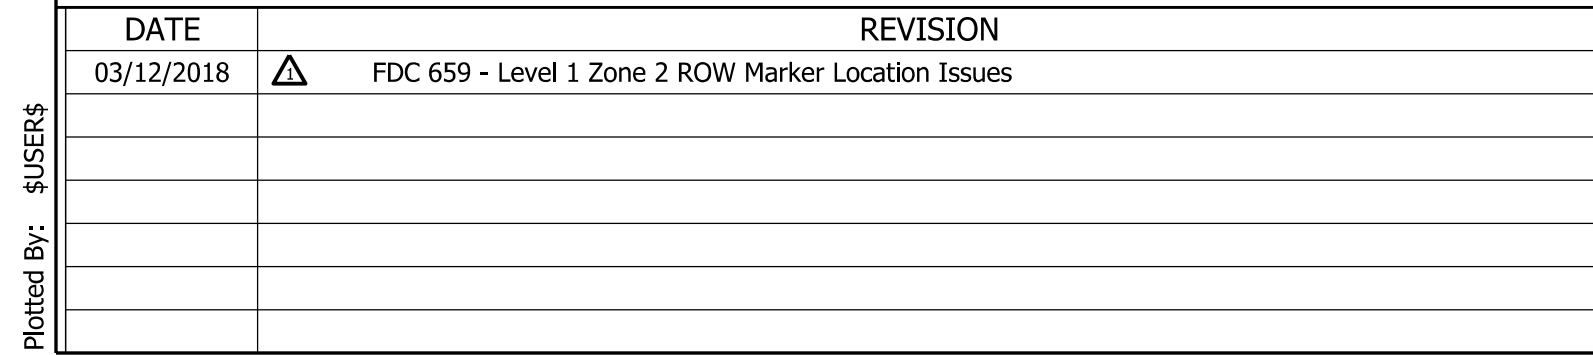 DATE REVISION
03/12/2018 1 FDC 659 - Level 1 Zone 2 ROW Marker Location Issues
Plotted By: $USER$